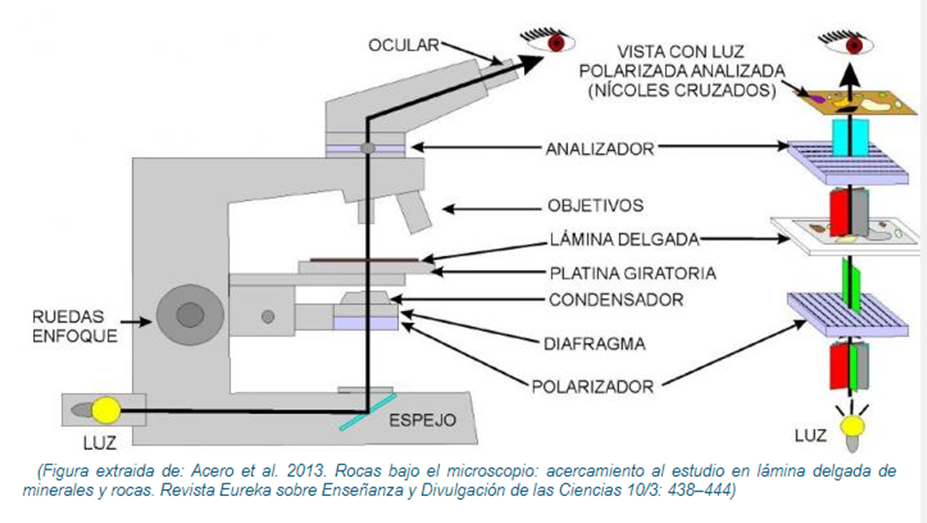 OCULAR
VISTA CON LUZ
POLARIZADA ANALIZADA
(NÍCOLES CRUZADOS)
ANALIZADOR
OBJETIVOS
LÁMINA DELGADA
PLATINA GIRATORIA
CONDENSADOR
RUEDAS
ENFOQUE
DIAFRAGMA
POLARIZADOR
ESPEJO
LUZ
LUZ
(Figura extraida de: Acero et al. 2013. Rocas bajo el microscopio: acercamiento al estudio en lámina delgada de
minerales y rocas. Revista Eureka sobre Enseñanza y Divulgación de las Ciencias 10/3: 438–444)